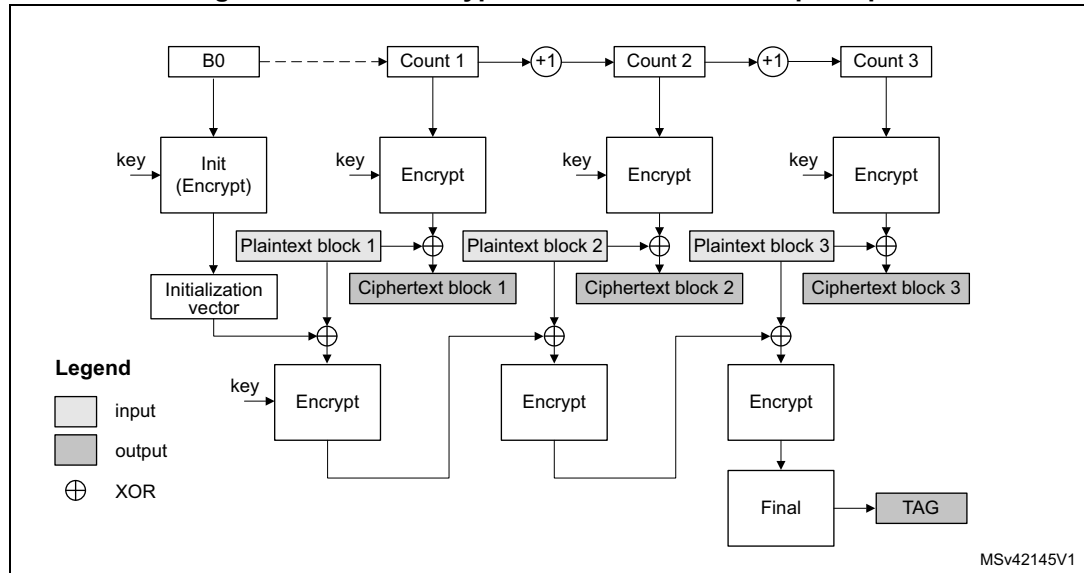 B0
Count 1
+1
Count 2
+1
Count 3
key
Init
(Encrypt)
key
Encrypt
key
Encrypt
key
Encrypt
Plaintext block 1
Plaintext block 2
Plaintext block 3
Initialization
vector
Ciphertext block 1
Ciphertext block 2
Ciphertext block 3
Legend
input
output
XOR
key
Encrypt
Encrypt
Encrypt
Final
TAG
MSv42145V1